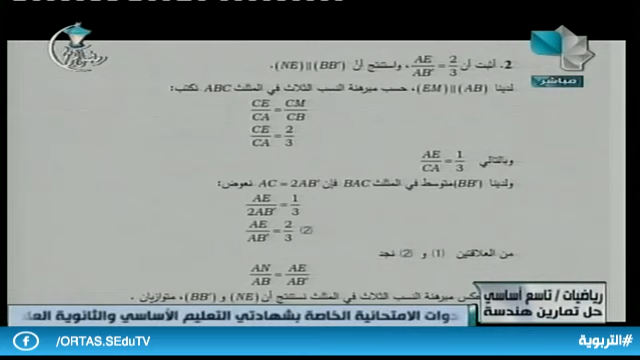 مباشر
2. أثبت أن AE/AB' = 2/3، واستنتج أنّ (BB') ∥ (NE).
لدينا (AB) ∥ (EM)، حسب مبرهنة النسب الثلاث في المثلث ABC نكتب:
CE/CA = CM/CB
CE/CA = 2/3
وبالتالي AE/CA = 1/3
ولدينا (BB') متوسط في المثلث BAC فإن AC = 2AB' نعوض:
AE/2AB' = 1/3
AE/AB' = 2/3 (2)
من العلاقتين (1) و (2) نجد
AN/AB = AE/AB'
عكس مبرهنة النسب الثلاث في المثلث نستنتج أن (NE) و (BB') متوازيان.
رياضيات / تاسع أساسي
حل تمارين هندسة
دوات الامتحانية الخاصة بشهادتي التعليم الأساسي والثانوية
/ORTAS.SEduTV
#التربوية